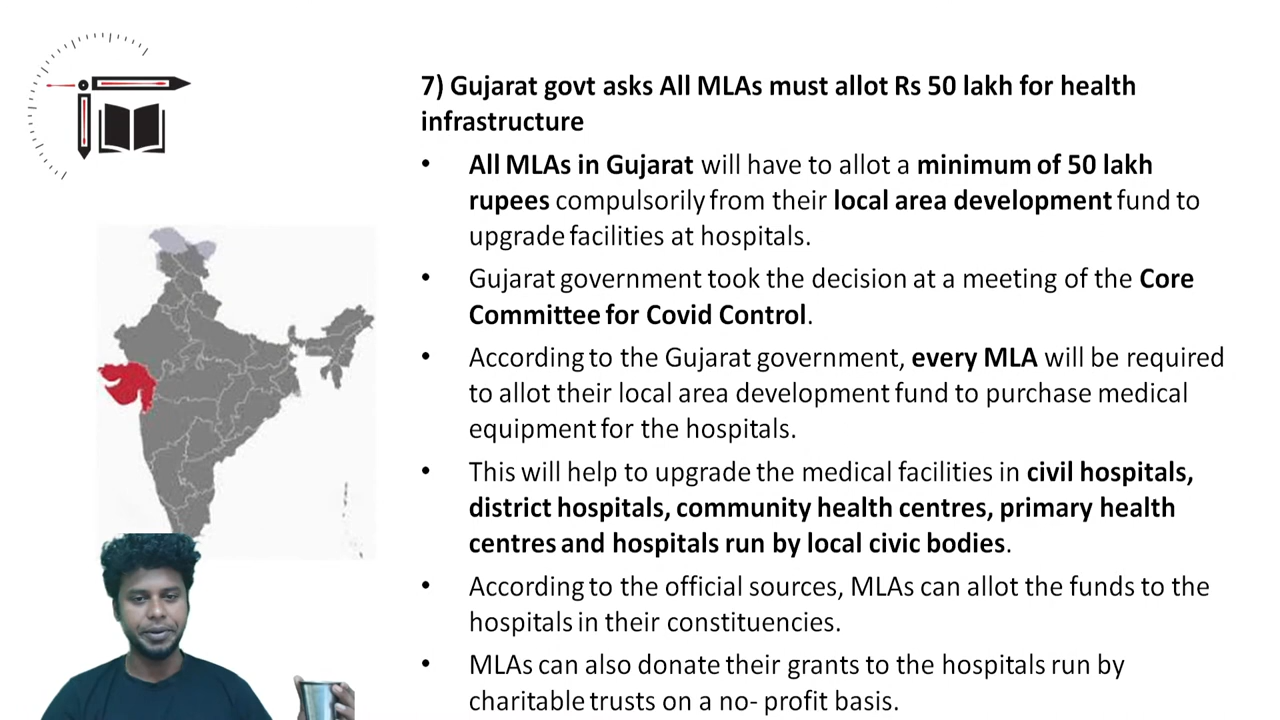 7) Gujarat govt asks All MLAs must allot Rs 50 lakh for health
infrastructure
• All MLAs in Gujarat will have to allot a minimum of 50 lakh
rupees compulsorily from their local area development fund to
upgrade facilities at hospitals.
• Gujarat government took the decision at a meeting of the Core
Committee for Covid Control.
• According to the Gujarat government, every MLA will be required
to allot their local area development fund to purchase medical
equipment for the hospitals.
• This will help to upgrade the medical facilities in civil hospitals,
district hospitals, community health centres, primary health
centres and hospitals run by local civic bodies.
• According to the official sources, MLAs can allot the funds to the
hospitals in their constituencies.
• MLAs can also donate their grants to the hospitals run by
charitable trusts on a no- profit basis.